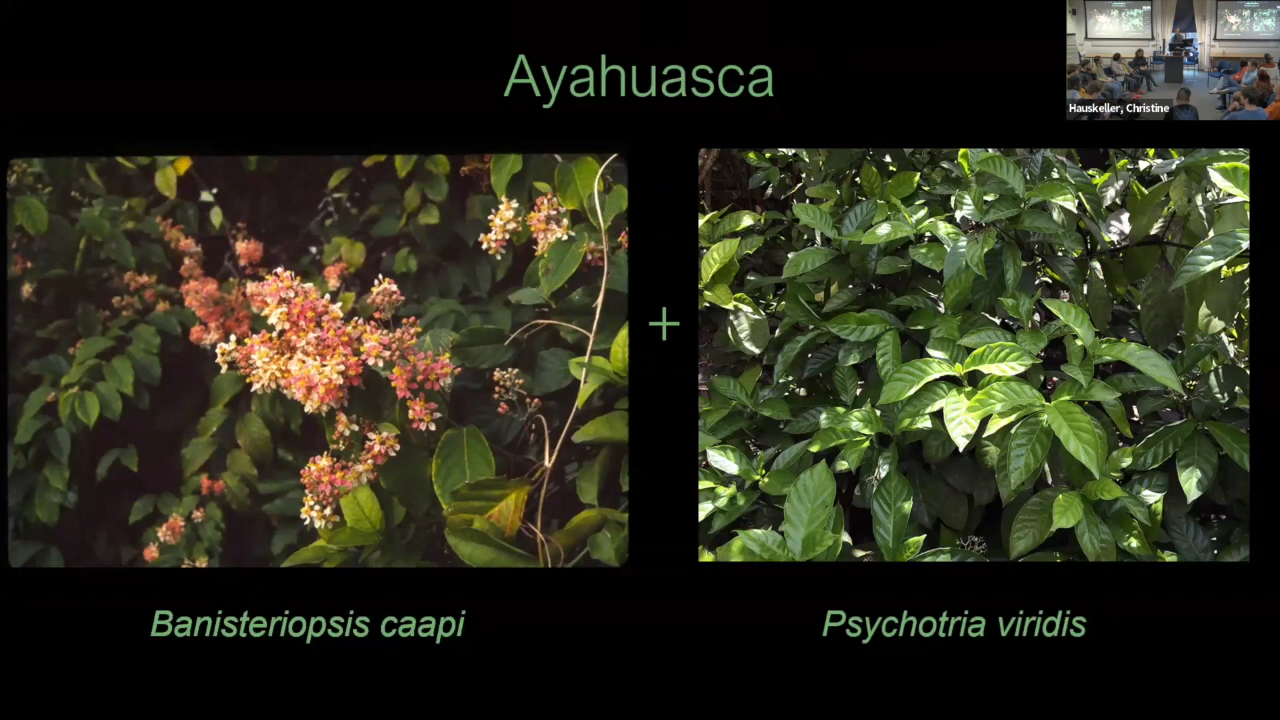 Ayahuasca
Hauskeller, Christine
+
Banisteriopsis caapi
Psychotria viridis